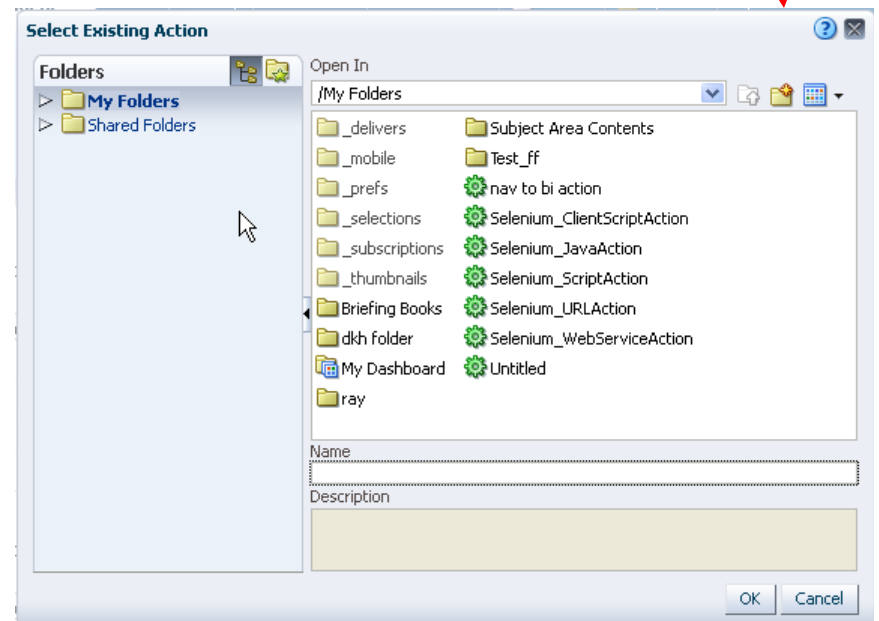 Select Existing Action
Folders
My Folders
Shared Folders
Open In
/My Folders
_delivers
_mobile
_prefs
_selections
_subscriptions
_thumbnails
Briefing Books
dkh folder
My Dashboard
ray
Subject Area Contents
Test_ff
nav to bi action
Selenium_ClientScriptAction
Selenium_JavaAction
Selenium_ScriptAction
Selenium_URLAction
Selenium_WebServiceAction
Untitled
Name
Description
OK
Cancel